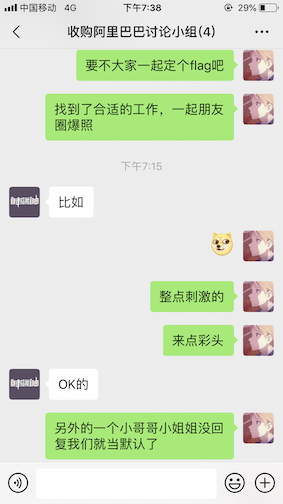 中国移动 4G 下午7:38 29%
收购阿里巴巴讨论小组(4)
要不大家一起定个flag吧
找到了合适的工作，一起朋友
圈爆照
下午7:15
比如
整点刺激的
来点彩头
OK的
另外的一个小哥哥小姐姐没回
复我们就当默认了